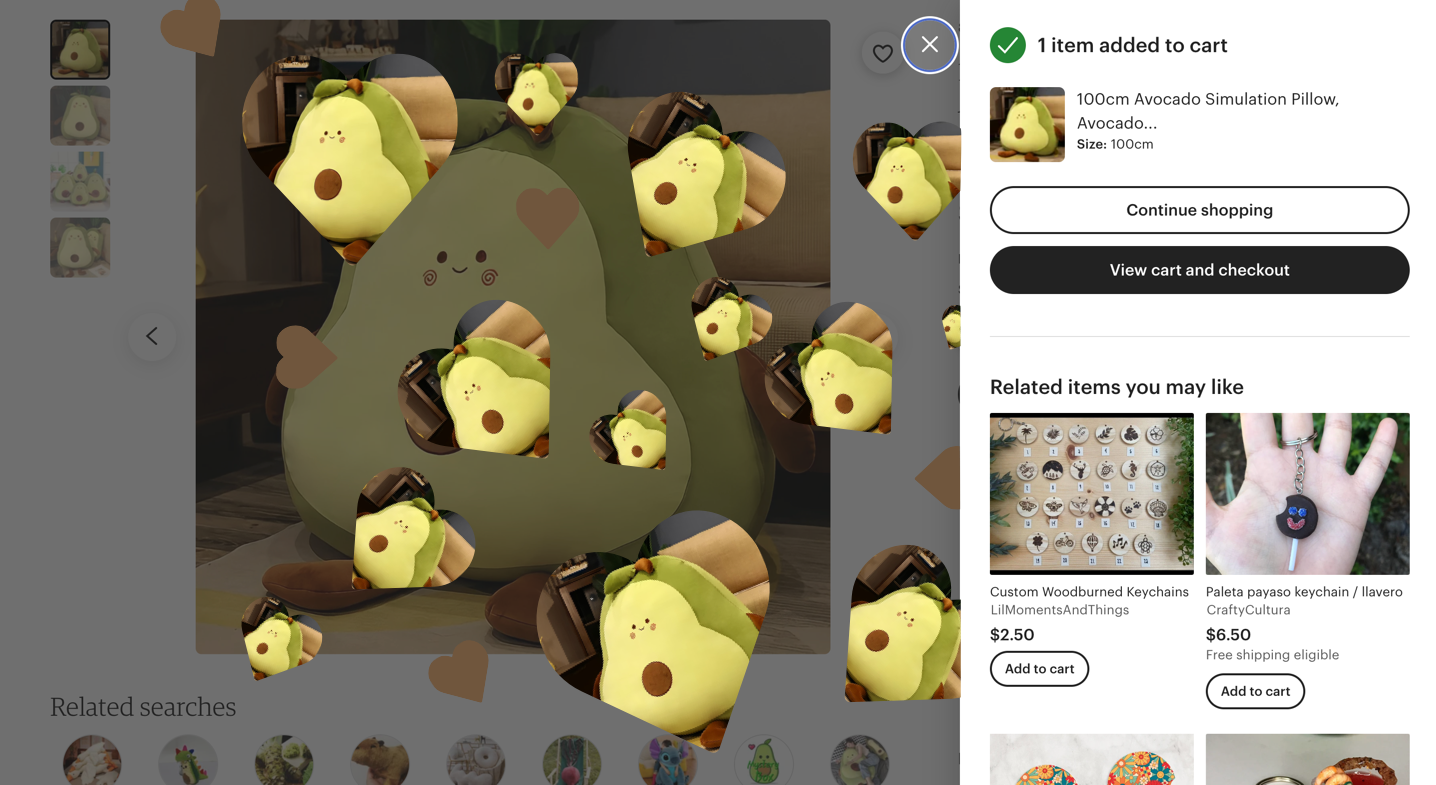 1 item added to cart
100cm Avocado Simulation Pillow,
Avocado...
Size: 100cm
Continue shopping
View cart and checkout
Related items you may like
Custom Woodburned Keychains
LilMomentsAndThings
$2.50
Add to cart
Paleta payaso keychain / llavero
CraftyCultura
$6.50
Free shipping eligible
Add to cart
Related searches